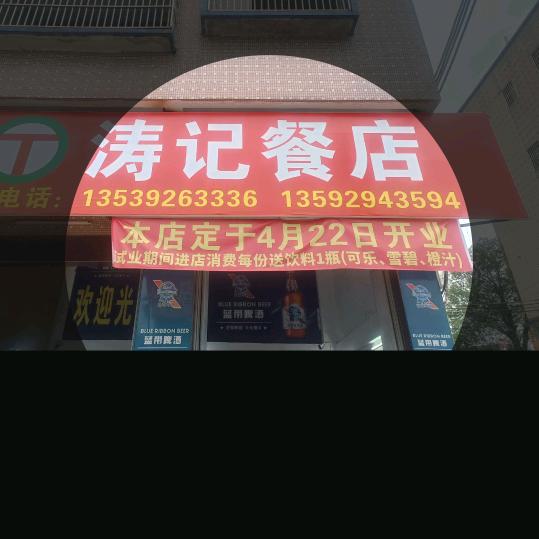 涛记餐店
电话: 13539263336 13592943594
本店定于4月22日开业
试业期间进店消费每份送饮料1瓶(可乐、雪碧、橙汁)
欢迎光
BLUE RIBBON BEER
蓝带啤酒
BLUE RIBBON BEER
蓝带啤酒
BLUE RIBBON BEER
蓝带啤酒